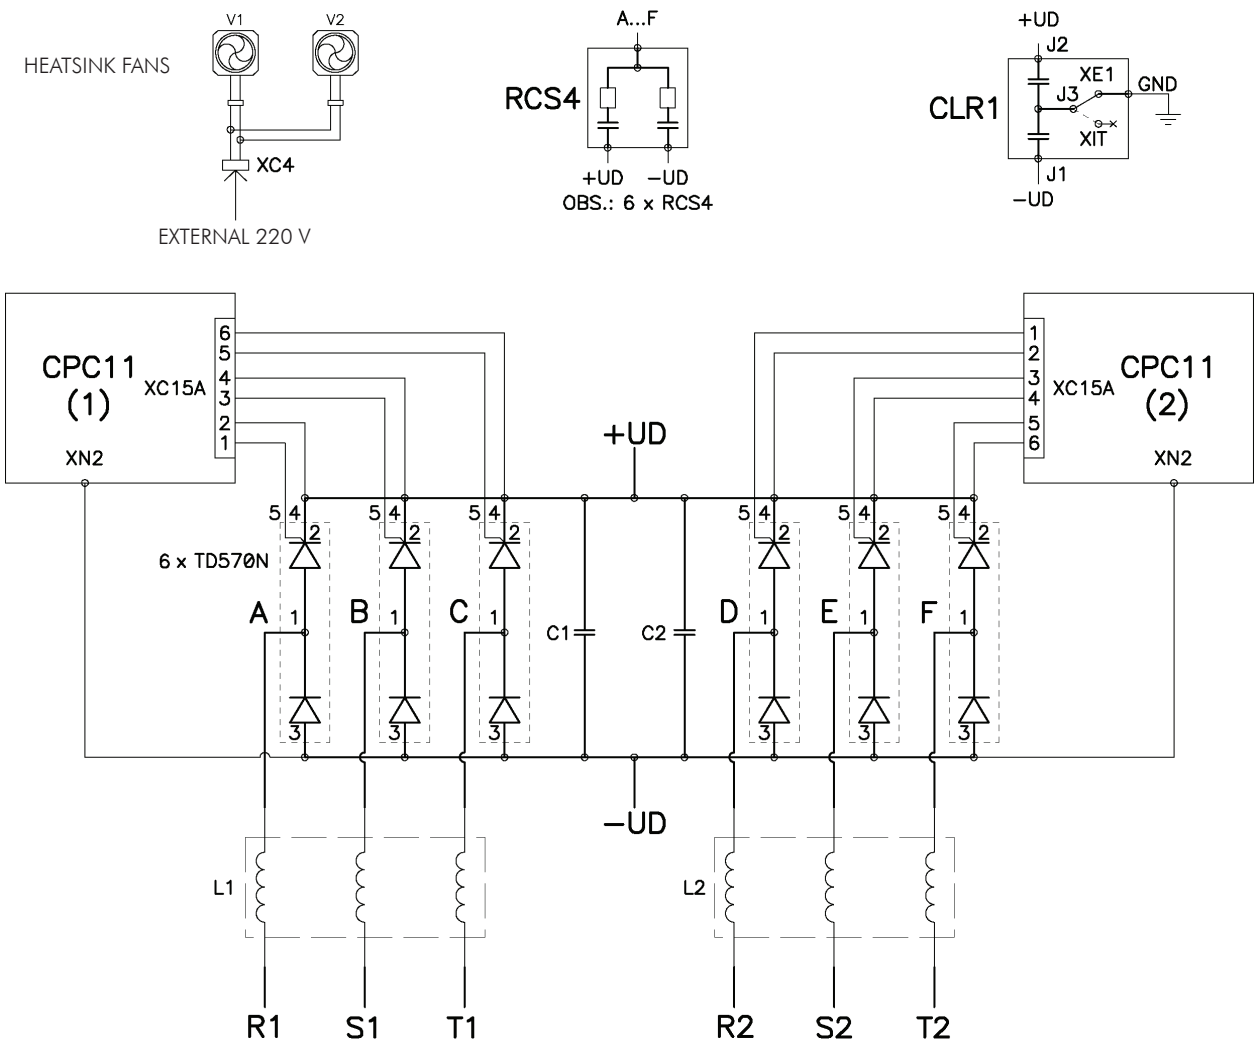 V1 V2
HEATSINK FANS
XC4
EXTERNAL 220 V
A...F
RCS4
+UD −UD
OBS.: 6 x RCS4
+UD
J2
XE1
GND
J3
CLR1
XIT
J1
−UD
CPC11
(1)
XC15A
XN2
6
5
4
3
2
1
CPC11
(2)
XC15A
XN2
1
2
3
4
5
6
+UD
5 4 5 4 5 4 5 4 5 4 5 4
2 2 2 2 2 2
6 x TD570N
A 1 B 1 C 1 D 1 E 1 F 1
C1 C2
3 3 3 3 3 3
−UD
L1 L2
R1 S1 T1 R2 S2 T2